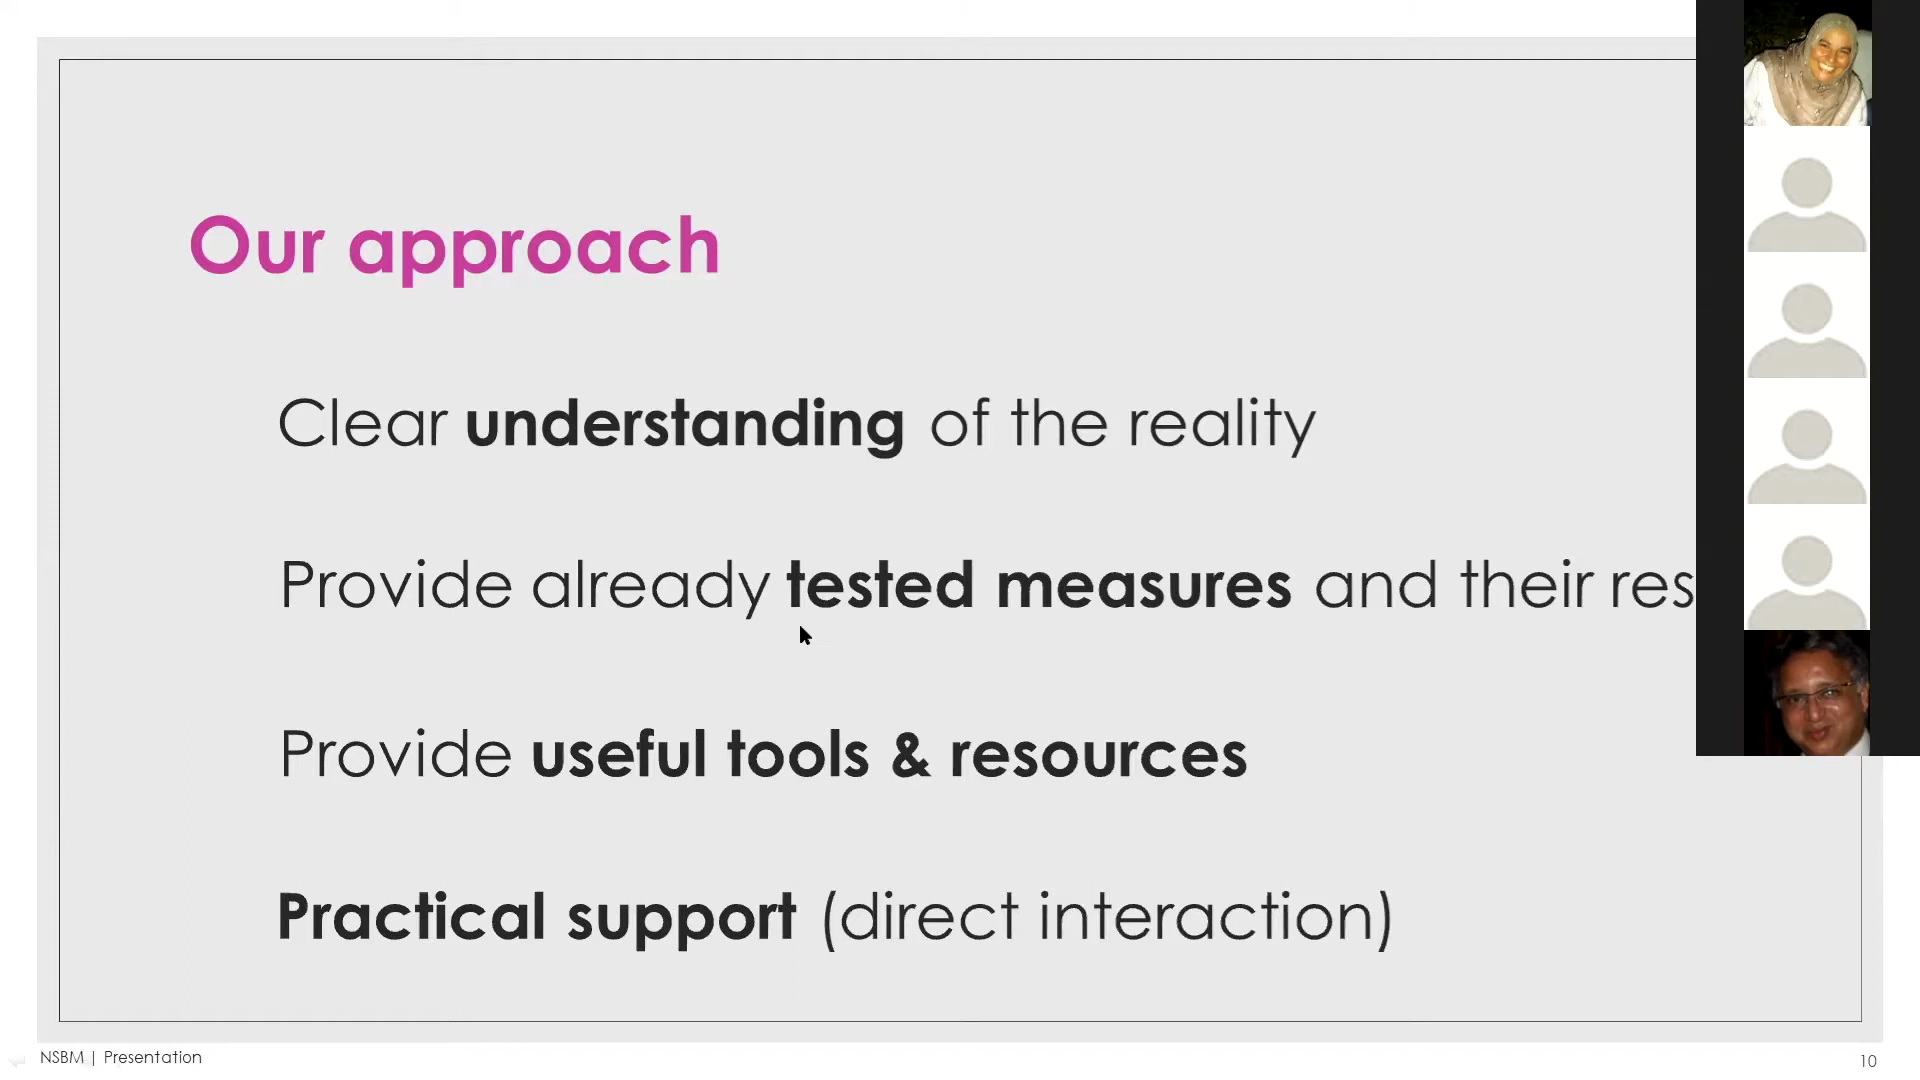 Our approach
Clear understanding of the reality
Provide already tested measures and their res
Provide useful tools & resources
Practical support (direct interaction)
NSBM | Presentation
10